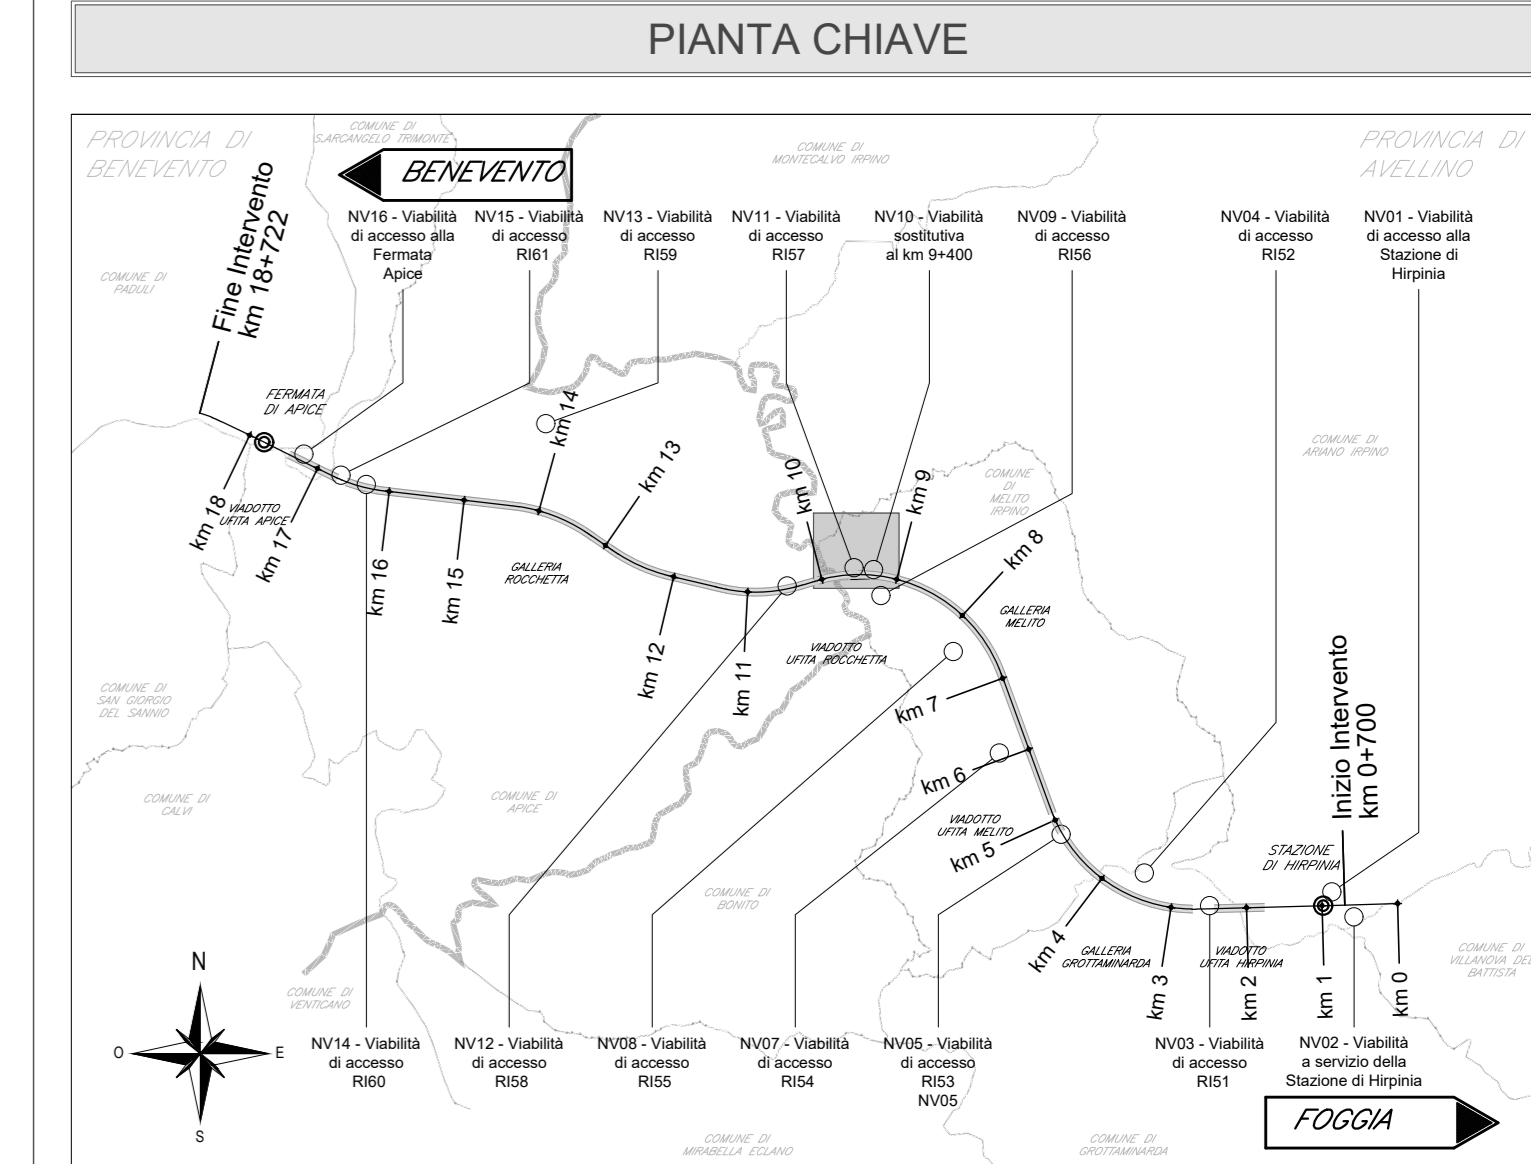 PIANTA CHIAVE
PROVINCIA DI
BENEVENTO
COMUNE DI
S.ARCANGELO TRIMONTE
BENEVENTO
COMUNE DI
MONTECALVO IRPINO
PROVINCIA DI
AVELLINO
Fine Intervento
km 18+722
NV16 - Viabilità
di accesso alla
Fermata
Apice
NV15 - Viabilità
di accesso
RI61
NV13 - Viabilità
di accesso
RI59
NV11 - Viabilità
di accesso
RI57
NV10 - Viabilità
sostitutiva
al km 9+400
NV09 - Viabilità
di accesso
RI56
NV04 - Viabilità
di accesso
RI52
NV01 - Viabilità
di accesso alla
Stazione di
Hirpinia
COMUNE DI
PADULI
FERMATA
DI APICE
km 14
km 13
km 10
km 9
COMUNE
DI
MELITO
IRPINO
COMUNE DI
ARIANO IRPINO
km 18
VIADOTTO
UFITA APICE
km 17
km 16
km 15
GALLERIA
ROCCHETTA
km 8
GALLERIA
MELITO
km 12
km 11
VIADOTTO
UFITA ROCCHETTA
km 7
Inizio Intervento
km 0+700
COMUNE DI
SAN GIORGIO
DEL SANNIO
COMUNE DI
CALVI
COMUNE DI
APICE
km 6
VIADOTTO
UFITA MELITO
km 5
STAZIONE
DI HIRPINIA
COMUNE DI
BONITO
km 4
GALLERIA
GROTTAMINARDA
km 3
VIADOTTO
UFITA HIRPINIA
km 2
km 1
km 0
COMUNE DI
VILLANOVA DEL
BATTISTA
COMUNE DI
VENTICANO
N
O
E
S
NV14 - Viabilità
di accesso
RI60
NV12 - Viabilità
di accesso
RI58
NV08 - Viabilità
di accesso
RI55
NV07 - Viabilità
di accesso
RI54
NV05 - Viabilità
di accesso
RI53
NV05
NV03 - Viabilità
di accesso
RI51
NV02 - Viabilità
a servizio della
Stazione di Hirpinia
FOGGIA
COMUNE DI
MIRABELLA ECLANO
COMUNE DI
GROTTAMINARDA